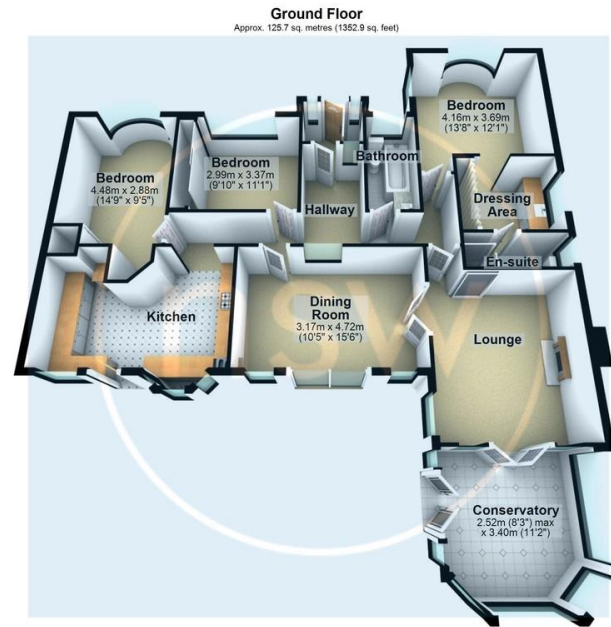 Ground Floor
Approx. 125.7 sq. metres (1352.9 sq. feet)
Bedroom
4.16m x 3.69m
(13'8" x 12'1")
Bedroom
4.48m x 2.88m
(14'9" x 9'5")
Bedroom
2.99m x 3.37m
(9'10" x 11'1")
Bathroom
Hallway
Dressing
Area
En-suite
Kitchen
Dining
Room
3.17m x 4.72m
(10'5" x 15'6")
Lounge
Conservatory
2.52m (8'3") max
x 3.40m (11'2")